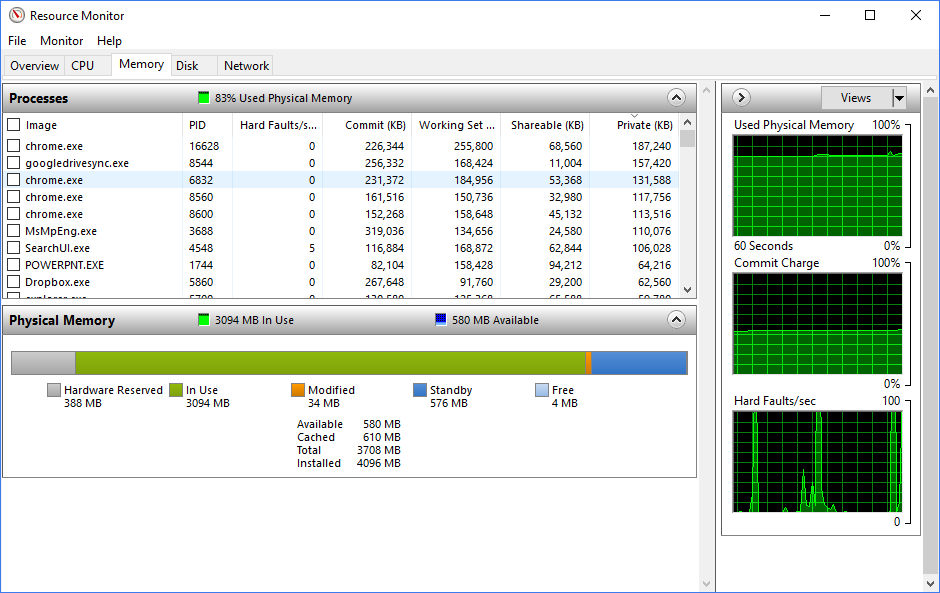 Resource Monitor
File Monitor Help
Overview CPU Memory Disk Network
Processes 83% Used Physical Memory
Image PID Hard Faults/s... Commit (KB) Working Set ... Shareable (KB) Private (KB)
chrome.exe 16628 0 226,344 255,800 68,560 187,240
googledrivesync.exe 8544 0 256,332 168,424 11,004 157,420
chrome.exe 6832 0 231,372 184,956 53,368 131,588
chrome.exe 8560 0 161,516 150,736 32,980 117,756
chrome.exe 8600 0 152,268 158,648 45,132 113,516
MsMpEng.exe 3688 0 319,036 134,656 24,580 110,076
SearchUI.exe 4548 5 116,884 168,872 62,844 106,028
POWERPNT.EXE 1744 0 82,104 158,428 94,212 64,216
Dropbox.exe 5860 0 267,648 91,760 29,200 62,560
Physical Memory 3094 MB In Use 580 MB Available
Hardware Reserved In Use Modified Standby Free
388 MB 3094 MB 34 MB 576 MB 4 MB
Available 580 MB
Cached 610 MB
Total 3708 MB
Installed 4096 MB
Views
Used Physical Memory 100%
60 Seconds 0%
Commit Charge 100%
0%
Hard Faults/sec 100
0